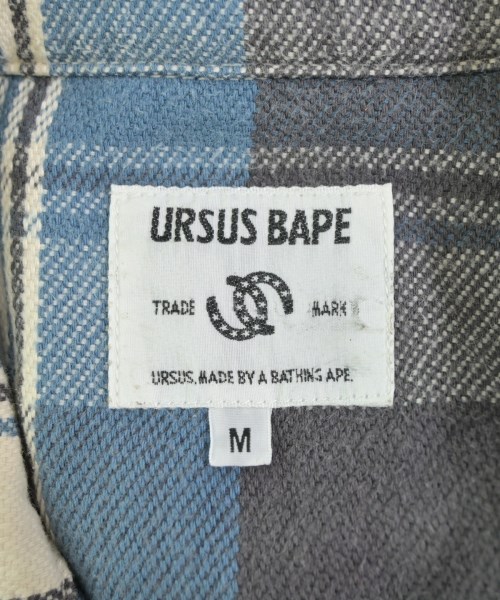 URSUS BAPE
TRADE MARK
URSUS, MADE BY A BATHING APE.
M